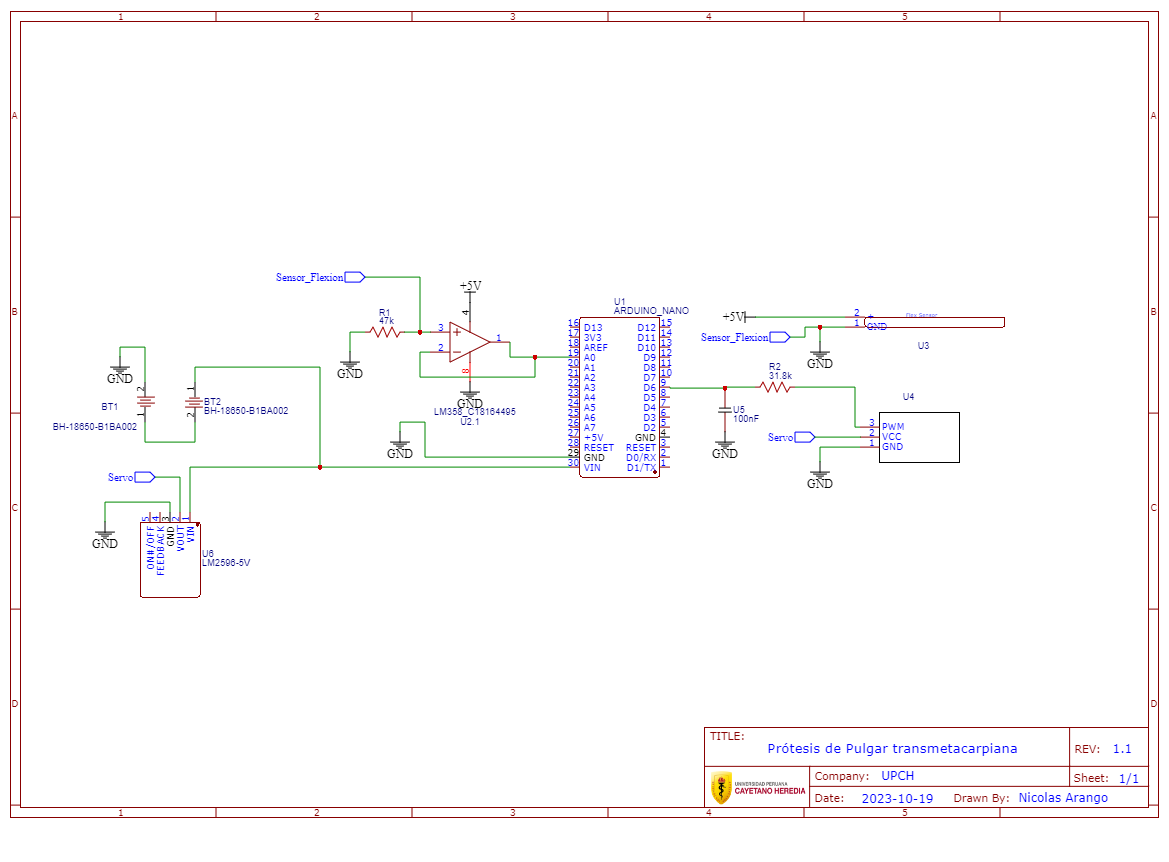 1 2 3 4 5
A A
B B
C C
D D
Sensor_Flexion
+5V
R1
47k
3
2
1
4
8
GND
GND
LM358_C18164495
U2.1
GND
BT1
BH-18650-B1BA002
2
1
BT2
BH-18650-B1BA002
1
2
GND
Servo
GND
5 4 3 2 1
ON#/OFF
FEEDBACK
GND
VOUT
VIN
U6
LM2596-5V
U1
ARDUINO_NANO
16 D13 D12 15
17 3V3 D11 14
18 AREF D10 13
19 A0 D9 12
20 A1 D8 11
21 A2 D7 10
22 A3 D6 9
23 A4 D5 8
24 A5 D4 7
25 A6 D3 6
26 A7 D2 5
27 +5V GND 4
28 RESET RESET 3
29 GND D0/RX 2
30 VIN D1/TX 1
+5V
Sensor_Flexion
2 +
1 GND
Flex Sensor
U3
GND
R2
31.8k
U5
100nF
GND
Servo
U4
3 PWM
2 VCC
1 GND
GND
TITLE:
Prótesis de Pulgar transmetacarpiana
REV: 1.1
UNIVERSIDAD PERUANA
CAYETANO HEREDIA
Company: UPCH
Sheet: 1/1
Date: 2023-10-19 Drawn By: Nicolas Arango
1 2 3 4 5